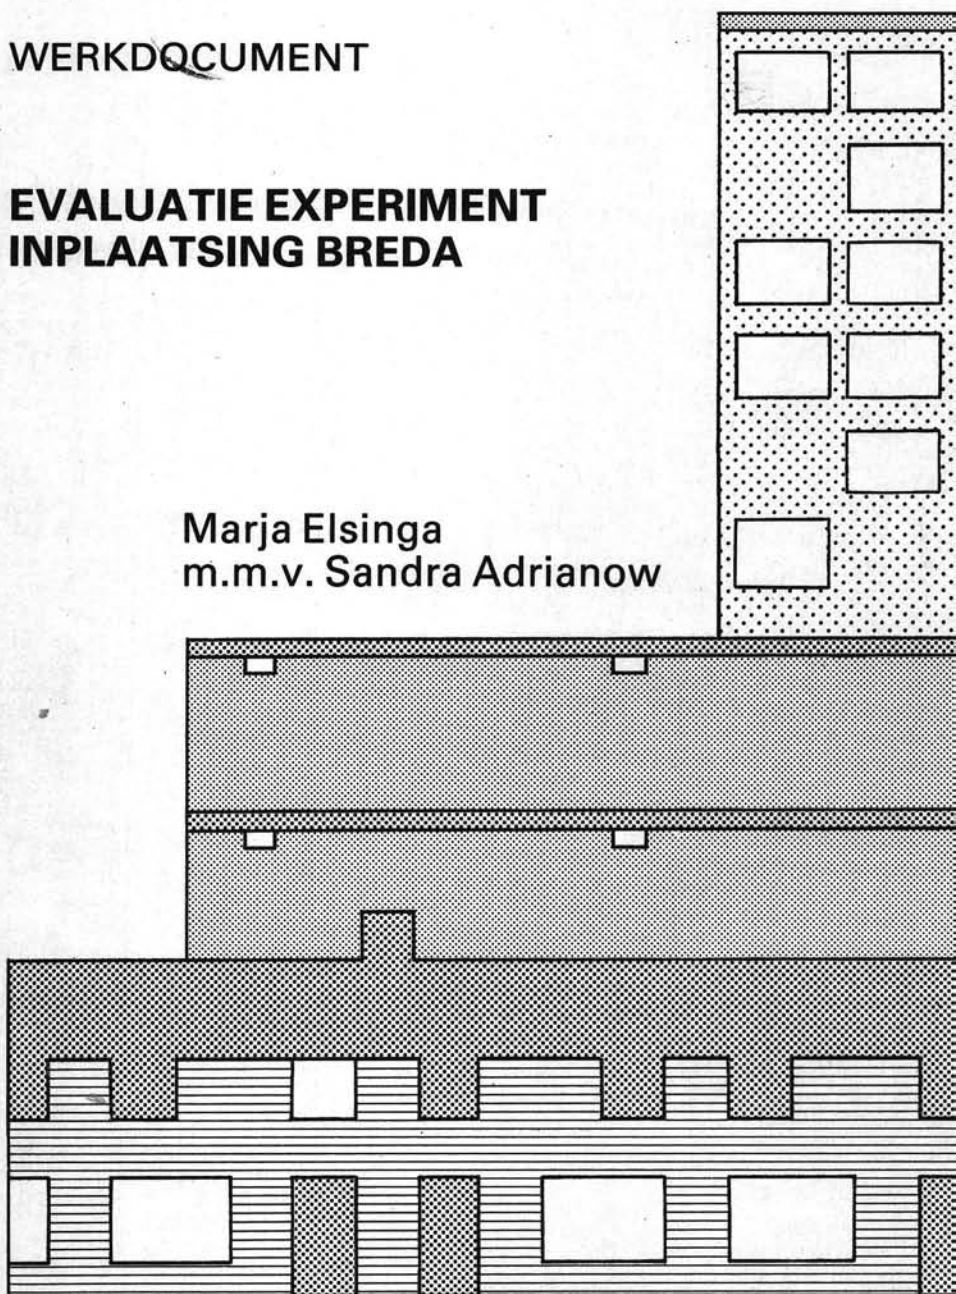 WERKDOCUMENT
EVALUATIE EXPERIMENT
INPLAATSING BREDA
Marja Elsinga
m.m.v. Sandra Adrianow